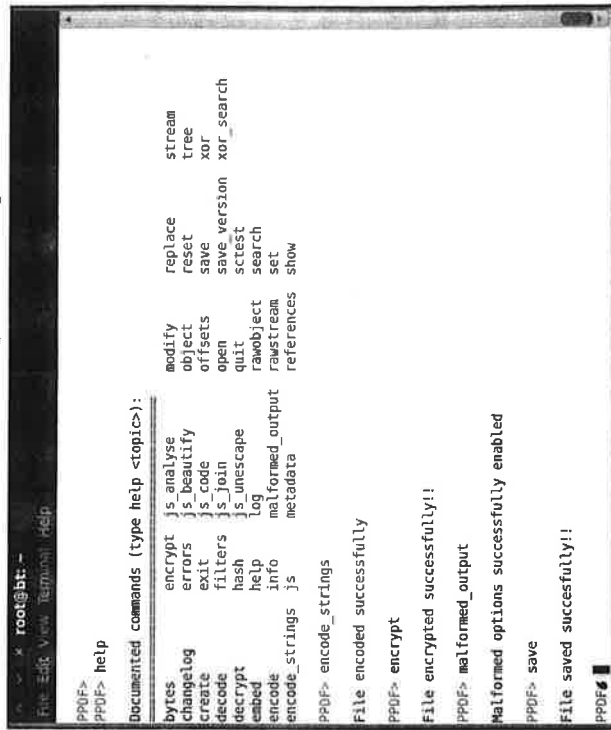 root@bt: ~
File Edit View Terminal Help
PPDF>
PPDF> help
Documented commands (type help <topic>):
bytes encrypt js_analyse modify replace stream
changelog errors js_beautify object reset tree
create exit js_code offsets save xor
decode filters js_join open save_version xor_search
decrypt hash js_unescape quit sctest
embed help log rawobject search
encode info malformed_output rawstream set
encode_strings js metadata references show
PPDF> encode_strings
File encoded successfully
PPDF> encrypt
File encrypted successfully!!
PPDF> malformed_output
Malformed options successfully enabled
PPDF> save
File saved succesfully!!
PPDF>